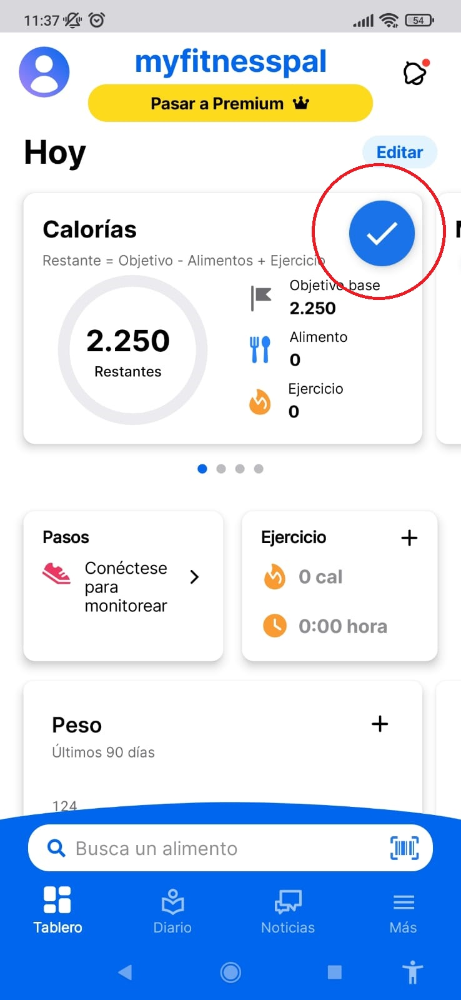 11:37
54
myfitnesspal
Pasar a Premium
Hoy
Editar
Calorías
Restante = Objetivo - Alimentos + Ejercicio
2.250
Restantes
Objetivo base
2.250
Alimento
0
Ejercicio
0
Pasos
Conéctese
para
monitorear
Ejercicio
0 cal
0:00 hora
Peso
Últimos 90 días
124
Busca un alimento
Tablero
Diario
Noticias
Más